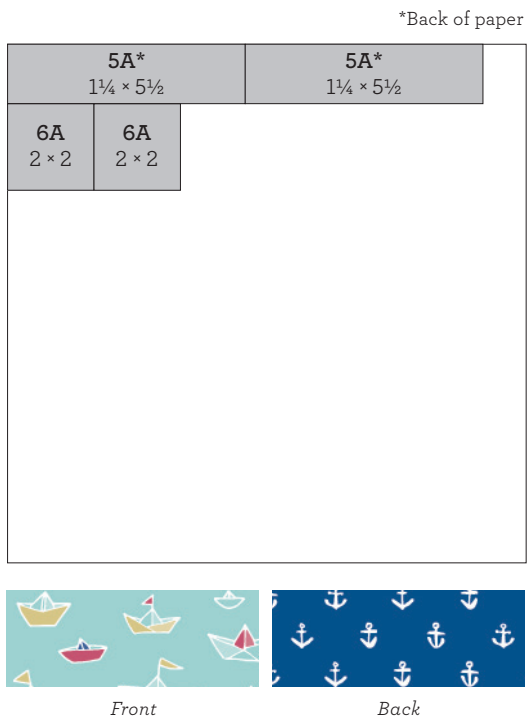 *Back of paper
5A*
1¼ × 5½
5A*
1¼ × 5½
6A
2 × 2
6A
2 × 2
Front
Back